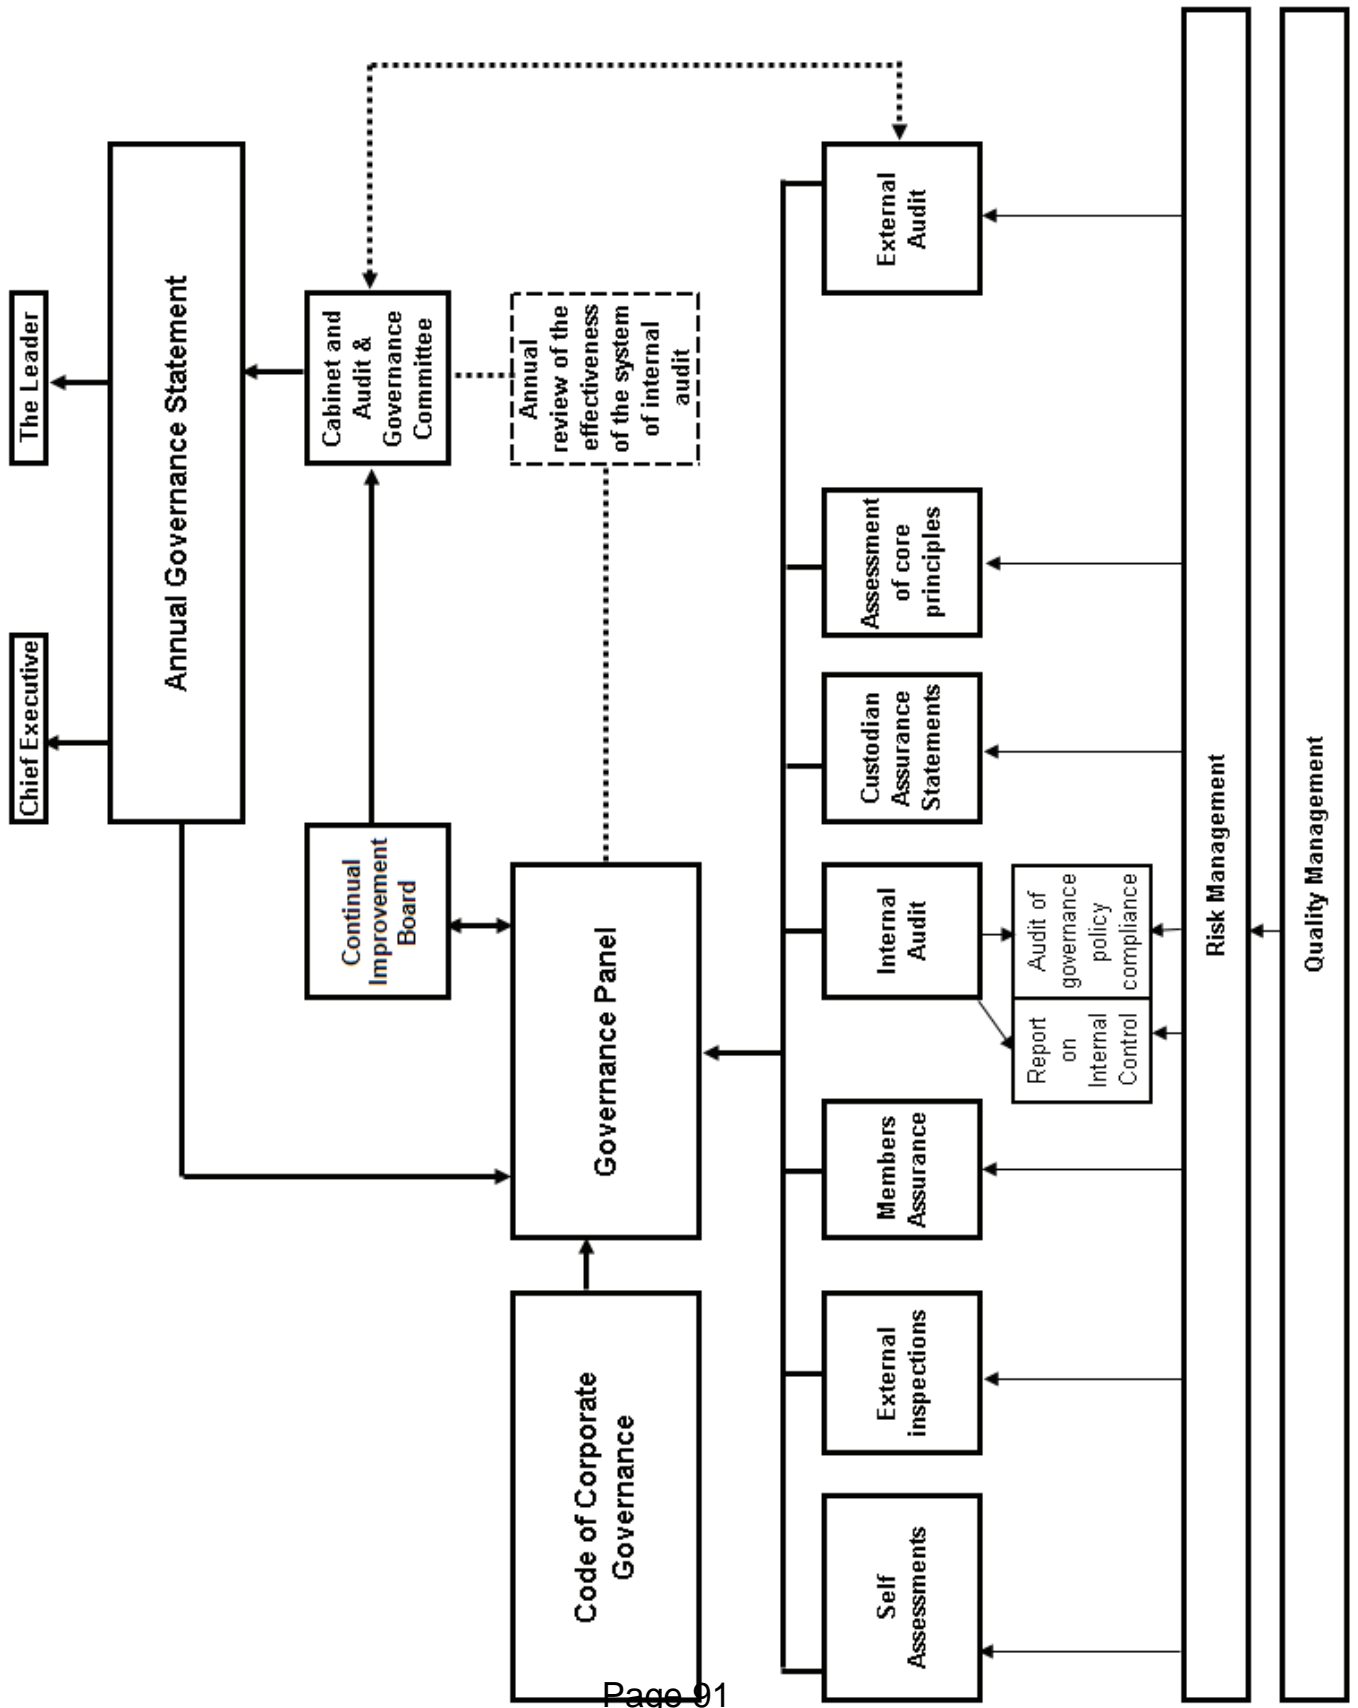 Chief Executive
The Leader
Annual Governance Statement
Continual
Improvement
Board
Cabinet and
Audit &
Governance
Committee
Code of Corporate
Governance
Governance Panel
Annual
review of the
effectiveness
of the system
of internal
audit
Self
Assessments
External
inspections
Members
Assurance
Internal
Audit
Custodian
Assurance
Statements
Assessment
of core
principles
External
Audit
Report
on
Internal
Control
Audit of
governance
policy
compliance
Risk Management
Quality Management
Page 91